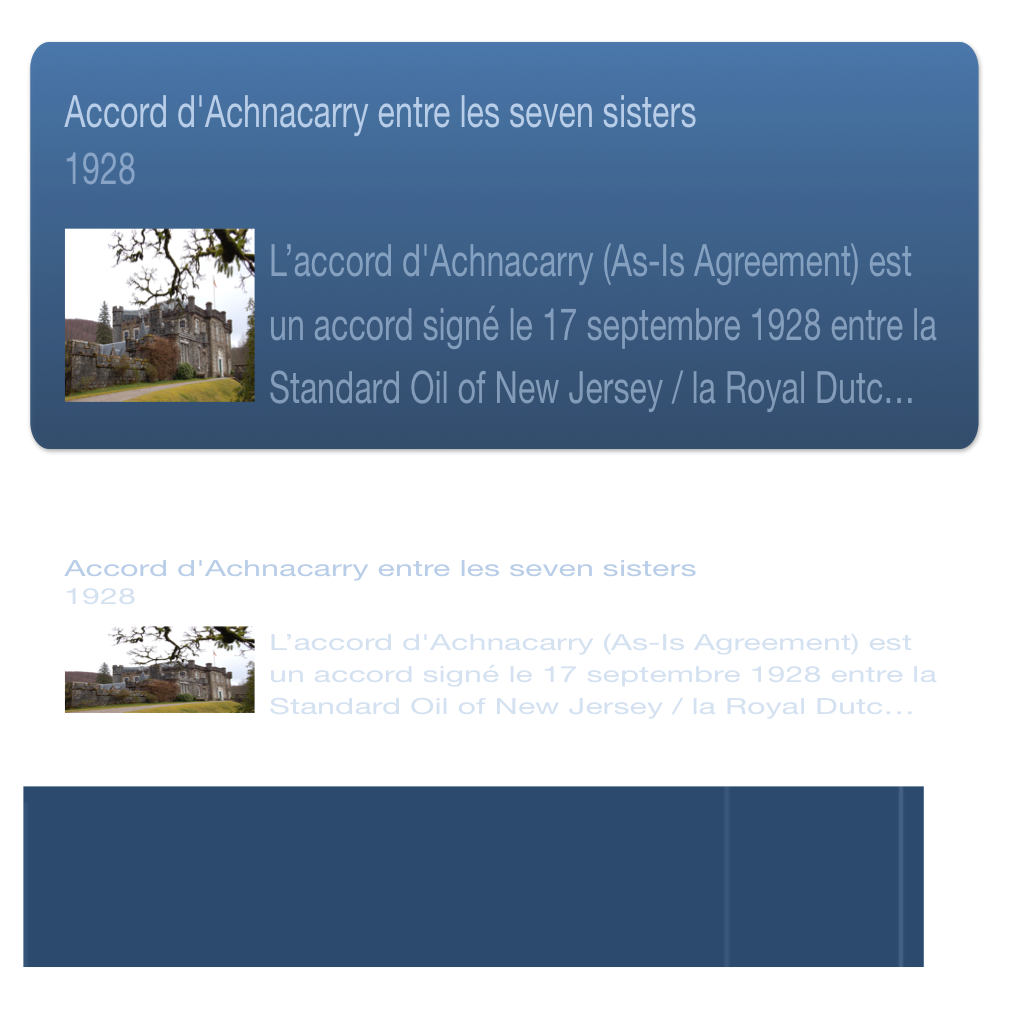 Accord d'Achnacarry entre les seven sisters
1928
L’accord d'Achnacarry (As-Is Agreement) est
un accord signé le 17 septembre 1928 entre la
Standard Oil of New Jersey / la Royal Dutc…
Accord d'Achnacarry entre les seven sisters
1928
L’accord d'Achnacarry (As-Is Agreement) est
un accord signé le 17 septembre 1928 entre la
Standard Oil of New Jersey / la Royal Dutc…